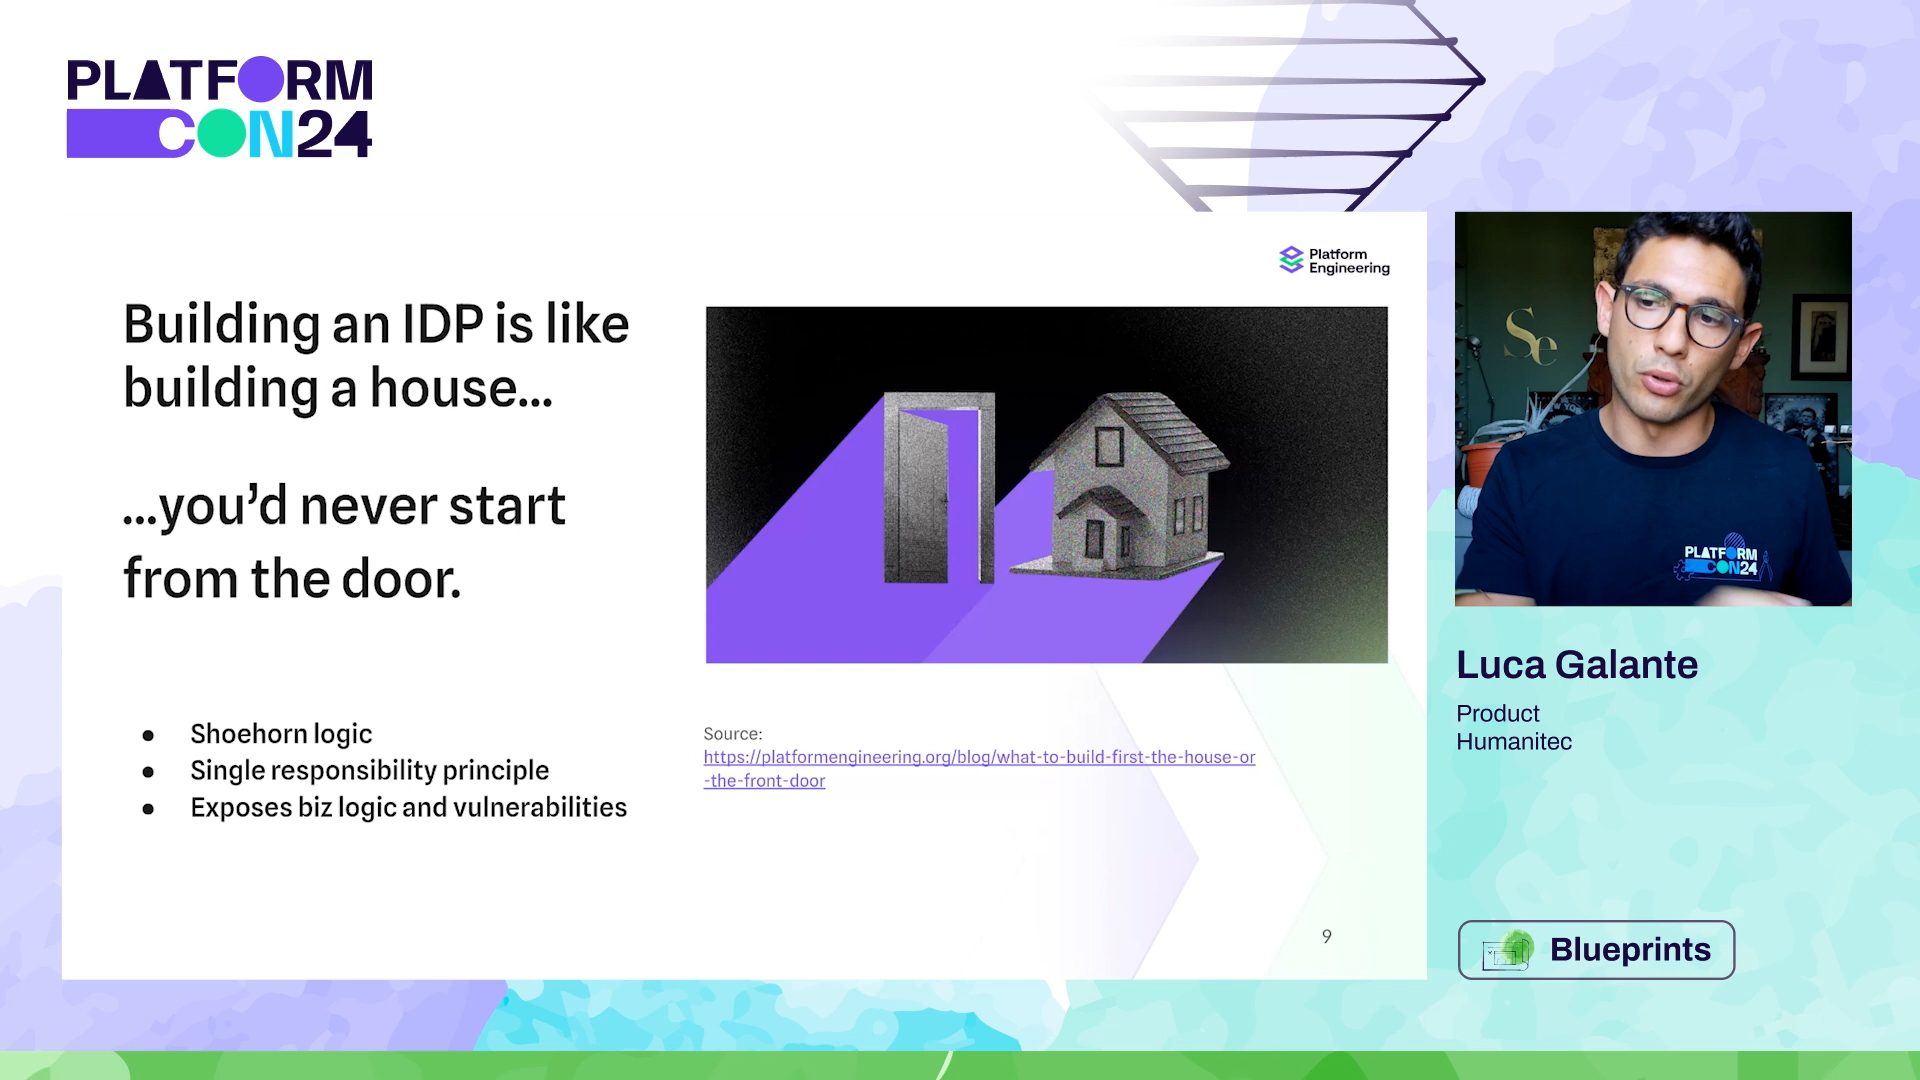 PLATFORM
CON24
Platform
Engineering
Building an IDP is like
building a house...
...you’d never start
from the door.
● Shoehorn logic
● Single responsibility principle
● Exposes biz logic and vulnerabilities
Source:
https://platformengineering.org/blog/what-to-build-first-the-house-or
-the-front-door
9
Se
PLATFORM
CON24
Luca Galante
Product
Humanitec
Blueprints